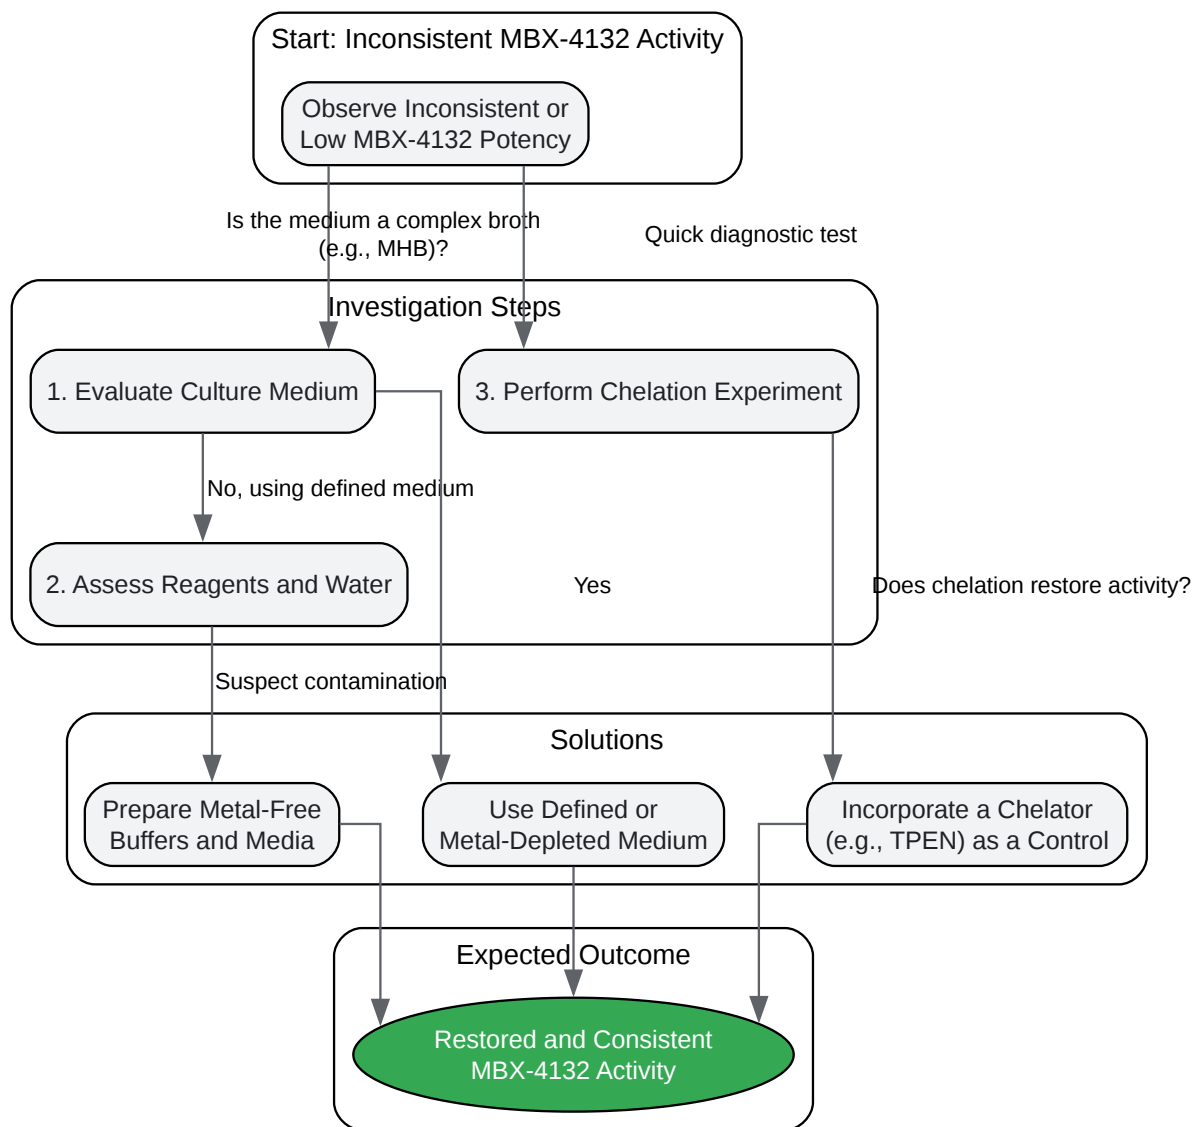 Start: Inconsistent MBX-4132 Activity
Observe Inconsistent or
Low MBX-4132 Potency
Is the medium a complex broth
(e.g., MHB)?
Quick diagnostic test
Investigation Steps
1. Evaluate Culture Medium
3. Perform Chelation Experiment
No, using defined medium
2. Assess Reagents and Water
Yes
Does chelation restore activity?
Suspect contamination
Solutions
Prepare Metal-Free
Buffers and Media
Use Defined or
Metal-Depleted Medium
Incorporate a Chelator
(e.g., TPEN) as a Control
Expected Outcome
Restored and Consistent
MBX-4132 Activity